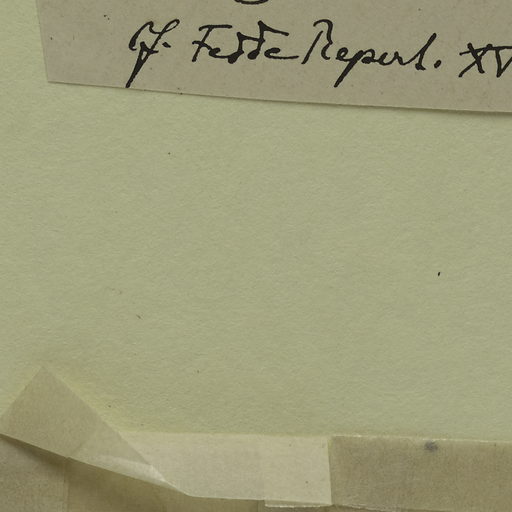 Cf. Fedde Repert. XV